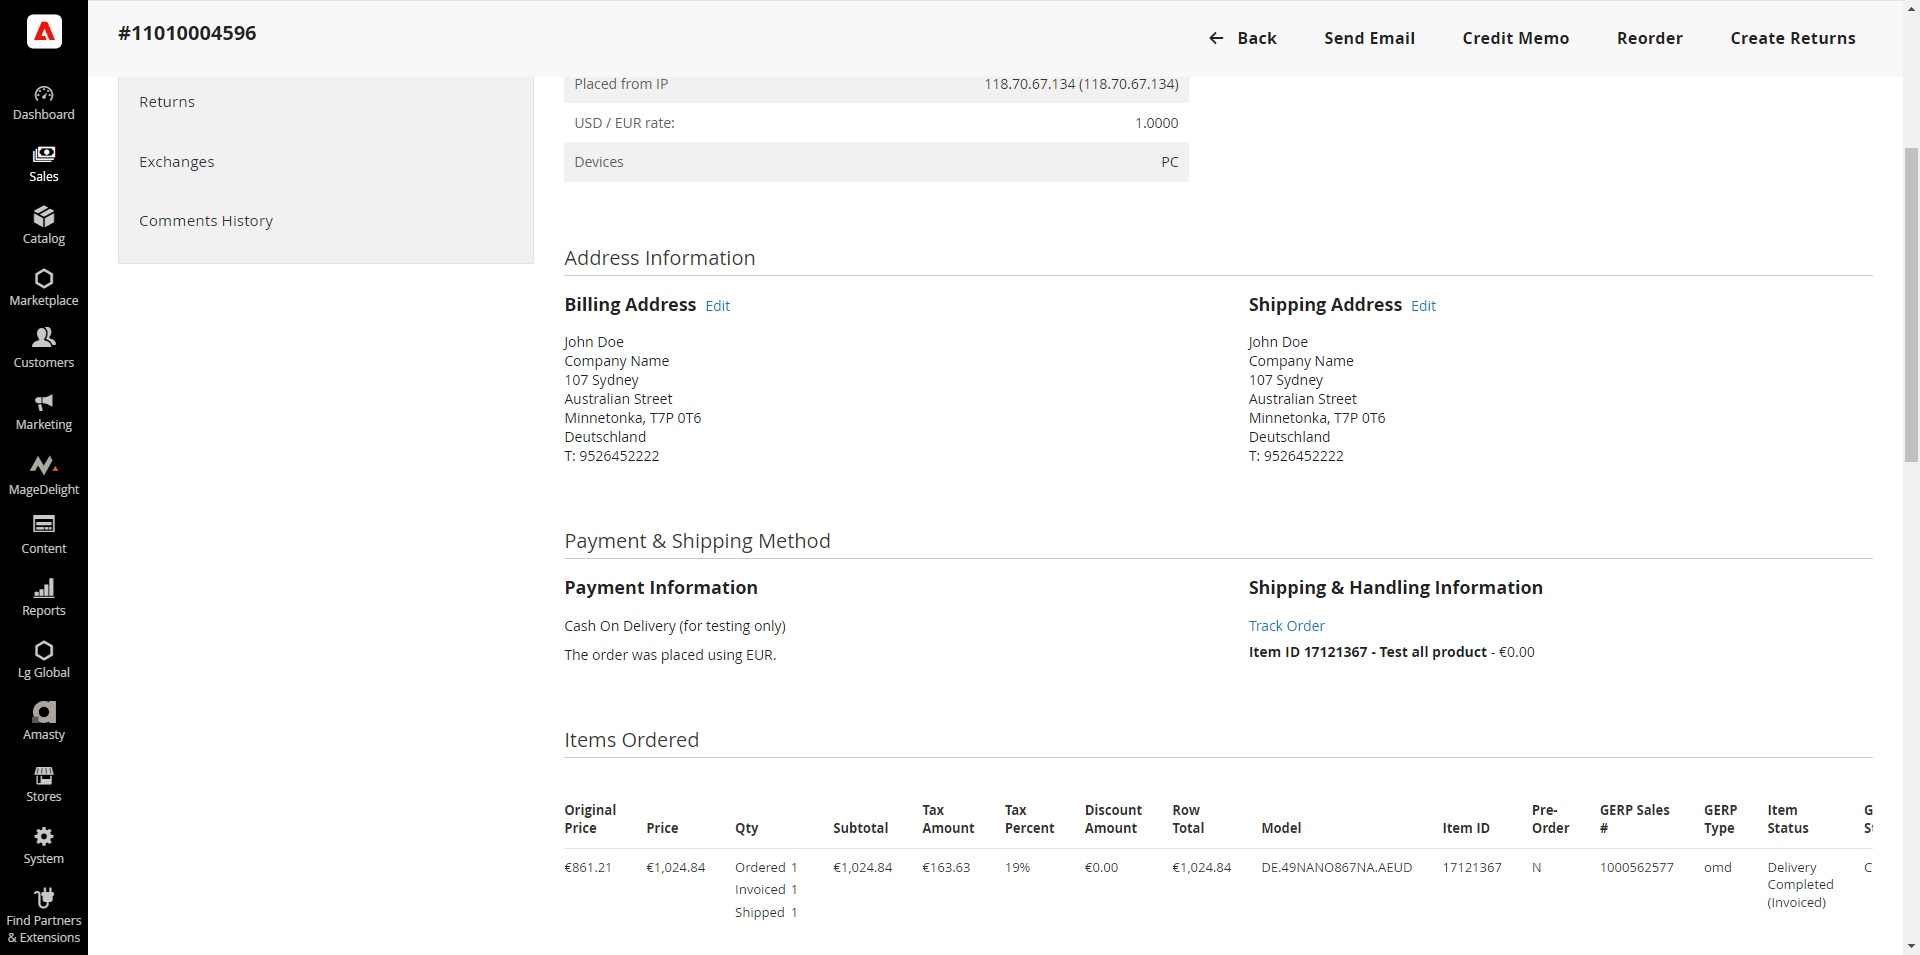 #11010004596
Back
Send Email
Credit Memo
Reorder
Create Returns
Dashboard
Sales
Catalog
Marketplace
Customers
Marketing
MageDelight
Content
Reports
Lg Global
Amasty
Stores
System
Find Partners
& Extensions
Returns
Exchanges
Comments History
Placed from IP 118.70.67.134 (118.70.67.134)
USD / EUR rate: 1.0000
Devices PC
Address Information
Billing Address Edit
John Doe
Company Name
107 Sydney
Australian Street
Minnetonka, T7P 0T6
Deutschland
T: 9526452222
Shipping Address Edit
John Doe
Company Name
107 Sydney
Australian Street
Minnetonka, T7P 0T6
Deutschland
T: 9526452222
Payment & Shipping Method
Payment Information
Cash On Delivery (for testing only)
The order was placed using EUR.
Shipping & Handling Information
Track Order
Item ID 17121367 - Test all product - €0.00
Items Ordered
Original Price
Price
Qty
Subtotal
Tax Amount
Tax Percent
Discount Amount
Row Total
Model
Item ID
Pre-Order
GERP Sales #
GERP Type
Item Status
€861.21
€1,024.84
Ordered 1
Invoiced 1
Shipped 1
€1,024.84
€163.63
19%
€0.00
€1,024.84
DE.49NANO867NA.AEUD
17121367
N
1000562577
omd
Delivery
Completed
(Invoiced)